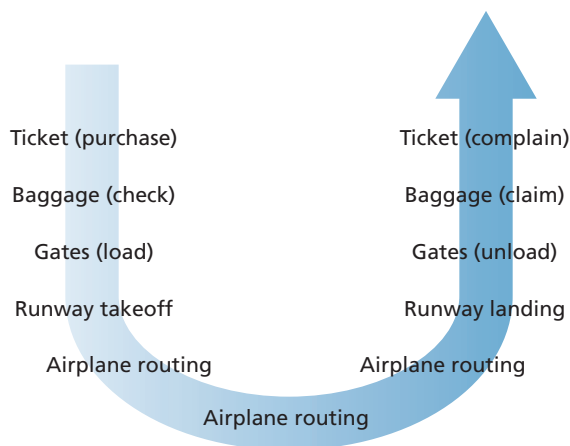 Ticket (purchase)
Baggage (check)
Gates (load)
Runway takeoff
Airplane routing
Airplane routing
Ticket (complain)
Baggage (claim)
Gates (unload)
Runway landing
Airplane routing